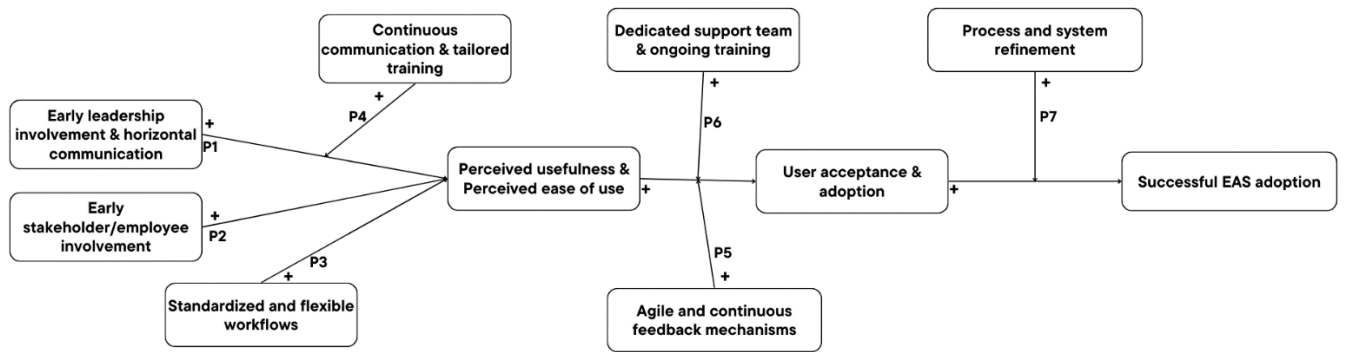 Continuous
communication & tailored
training
Dedicated support team
& ongoing training
Process and system
refinement
+
P4
+
P6
+
P7
Early leadership
involvement & horizontal
communication
+
P1
Perceived usefulness &
Perceived ease of use
+
User acceptance &
adoption
+
Successful EAS adoption
Early
stakeholder/employee
involvement
+
P2
P3
+
P5
+
Standardized and flexible
workflows
Agile and continuous
feedback mechanisms